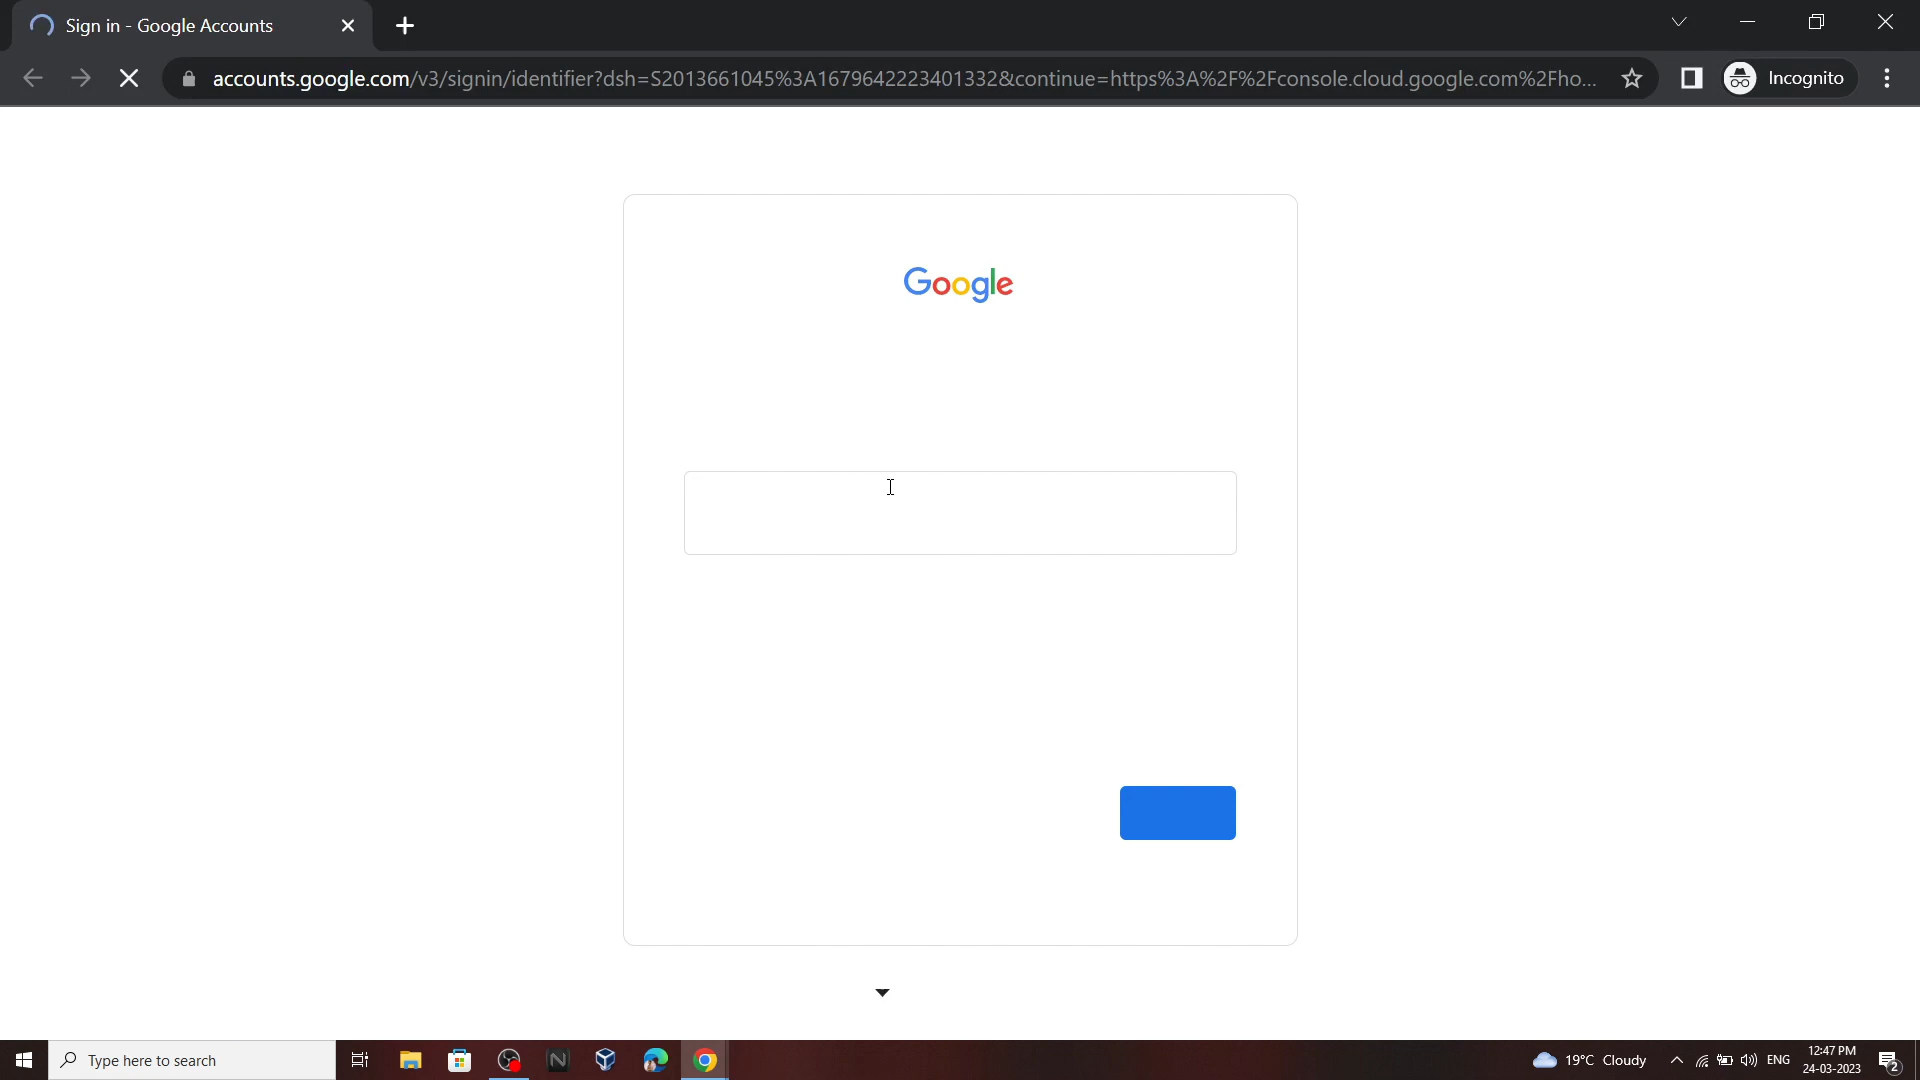 Sign in - Google Accounts
accounts.google.com/v3/signin/identifier?dsh=S2013661045%3A1679642223401332&continue=https%3A%2F%2Fconsole.cloud.google.com%2Fho...
Incognito
Google
Type here to search
19°C Cloudy
ENG
12:47 PM
24-03-2023
2